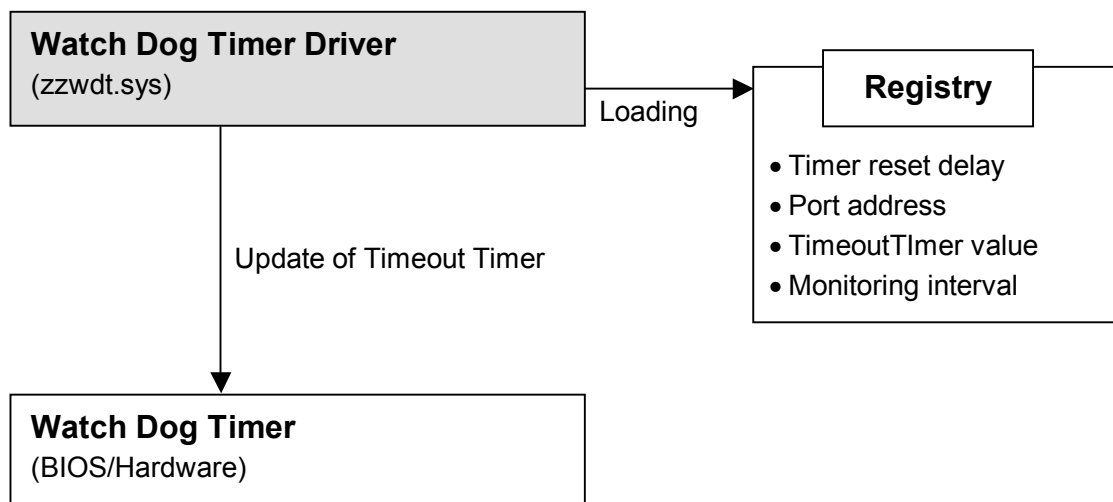 Watch Dog Timer Driver
(zzwdt.sys)
Loading
Registry
• Timer reset delay
• Port address
• TimeoutTImer value
• Monitoring interval
Update of Timeout Timer
Watch Dog Timer
(BIOS/Hardware)